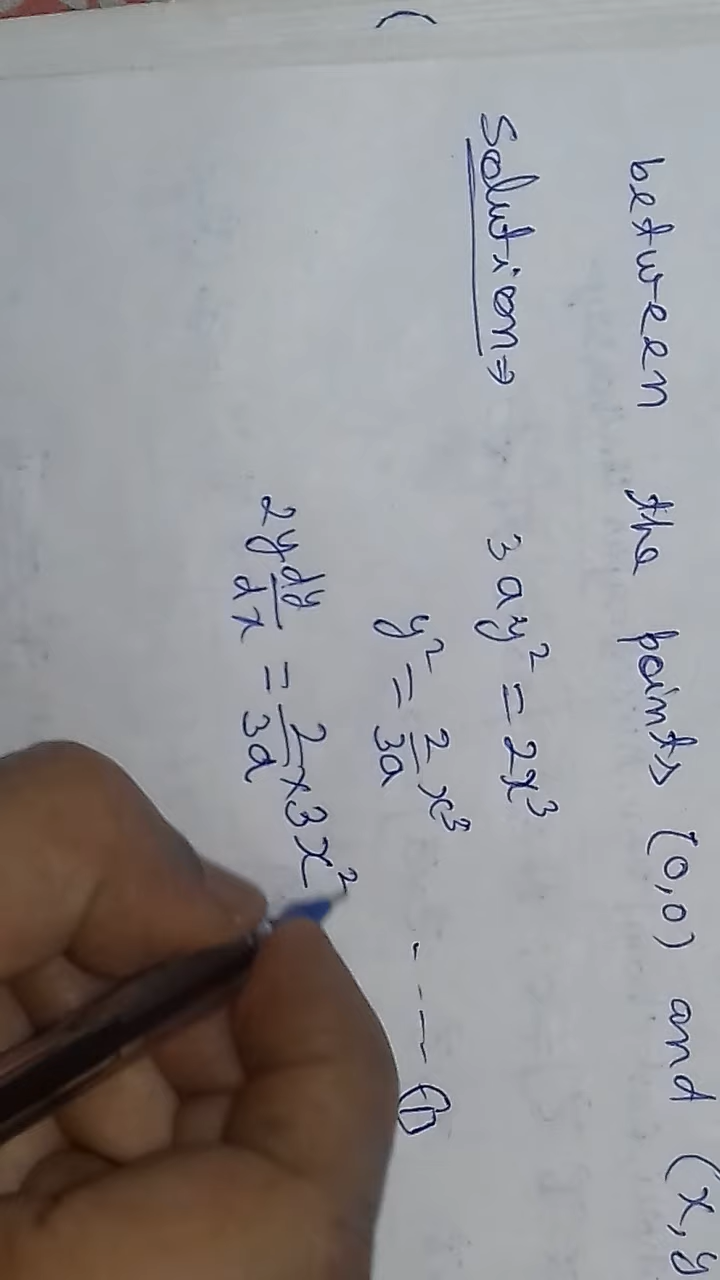 between the points (0,0) and (x,y
Solution ⇒ 3ay² = 2x³
y² = 2/3a x³ - - - (1)
2y dy/dx = 2/3a × 3x²